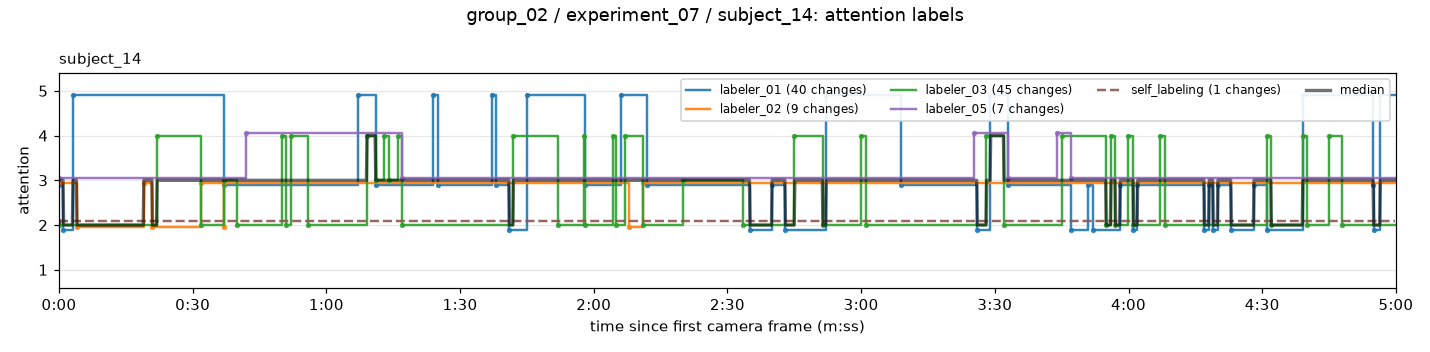 group_02 / experiment_07 / subject_14: attention labels
subject_14
labeler_01 (40 changes)
labeler_02 (9 changes)
labeler_03 (45 changes)
labeler_05 (7 changes)
self_labeling (1 changes)
median
attention
5
4
3
2
1
0:00 0:30 1:00 1:30 2:00 2:30 3:00 3:30 4:00 4:30 5:00
time since first camera frame (m:ss)